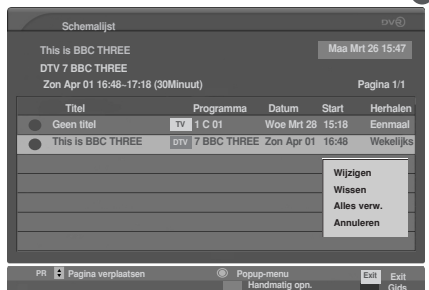 Schemalijst DVB
This is BBC THREE Maa Mrt 26 15:47
DTV 7 BBC THREE
Zon Apr 01 16:48~17:18 (30Minuut) Pagina 1/1
Titel Programma Datum Start Herhalen
Geen titel TV 1 C 01 Woe Mrt 28 15:18 Eenmaal
This is BBC THREE DTV 7 BBC THREE Zon Apr 01 16:48 Wekelijks
Wijzigen
Wissen
Alles verw.
Annuleren
PR Pagina verplaatsen Popup-menu Exit Exit
Handmatig opn. Gids